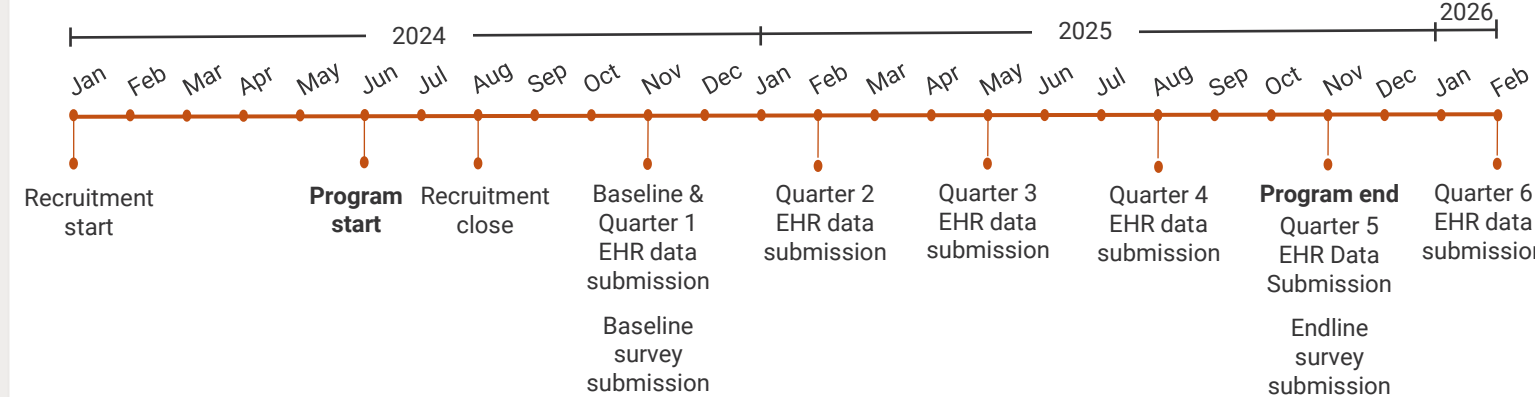 2026
2024
2025
Jan Feb Mar Apr May Jun Jul Aug Sep Oct Nov Dec Jan Feb Mar Apr May Jun Jul Aug Sep Oct Nov Dec Jan Feb
Recruitment
start
Program
start
Recruitment
close
Baseline &
Quarter 1
EHR data
submission
Baseline
survey
submission
Quarter 2
EHR data
submission
Quarter 3
EHR data
submission
Quarter 4
EHR data
submission
Program end
Quarter 5
EHR Data
Submission
Endline
survey
submission
Quarter 6
EHR data
submission